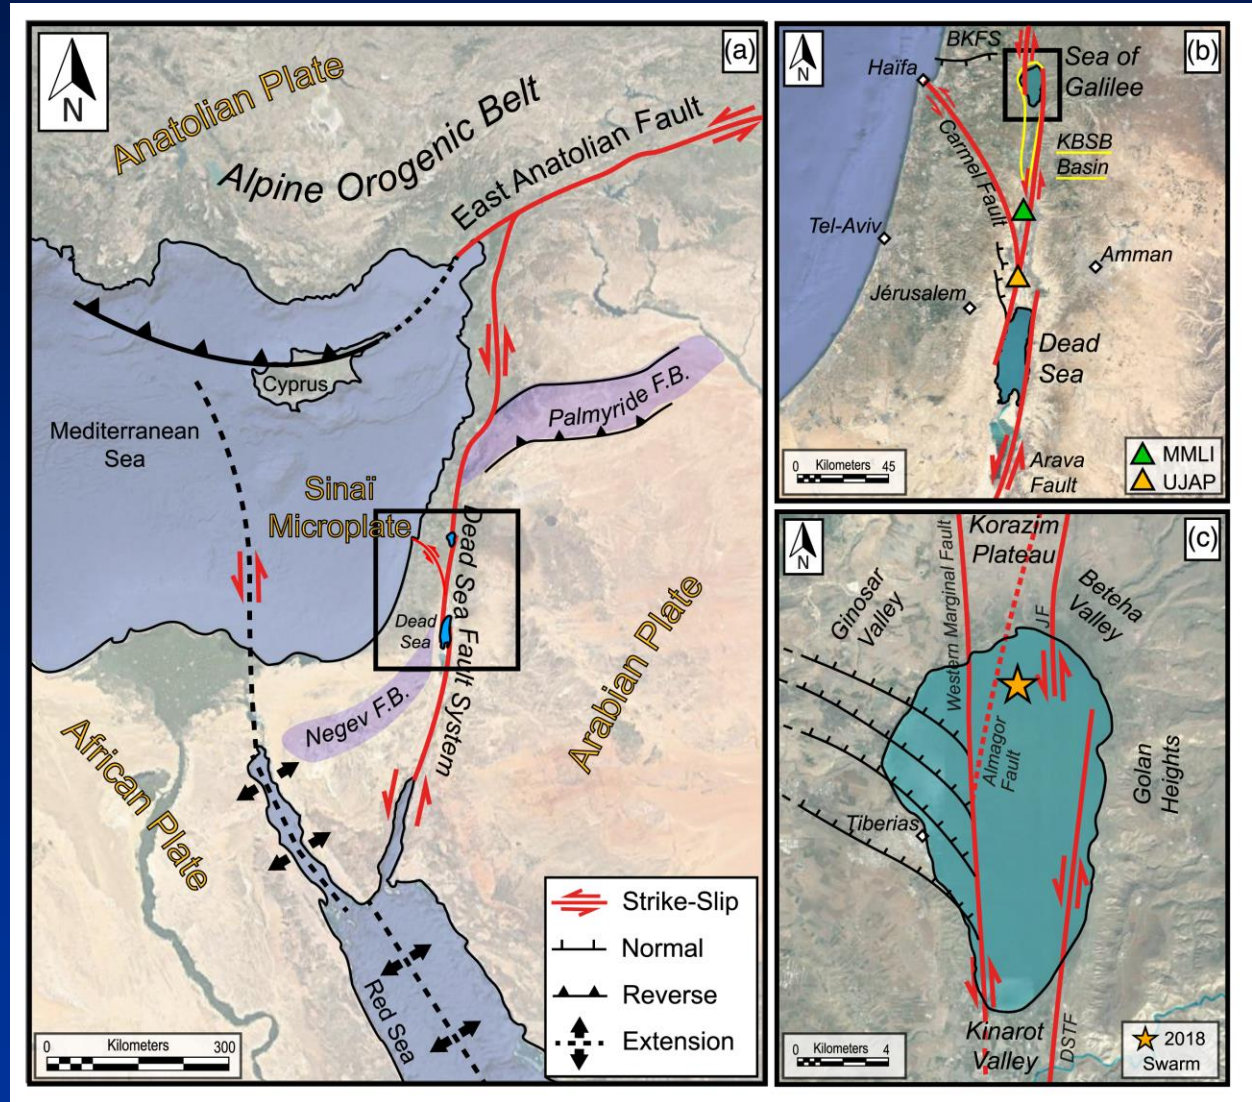 (a)
N
Anatolian Plate
Alpine Orogenic Belt
East Anatolian Fault
Cyprus
Mediterranean
Sea
Palmyride F.B.
Sinaï
Microplate
Dead Sea Fault System
Dead
Sea
Arabian Plate
Negev F.B.
African Plate
Red Sea
Strike-Slip
Normal
Reverse
Extension
0 Kilometers 300
(b)
N
BKFS
Haïfa
Sea of
Galilee
Carmel Fault
KBSB
Basin
Tel-Aviv
Amman
Jérusalem
Dead
Sea
Arava
Fault
0 Kilometers 45
MMLI
UJAP
(c)
N
Korazim
Plateau
Western Marginal Fault
Ginosar
Valley
JF
Beteha
Valley
Almagor
Fault
Golan
Heights
Tiberias
Kinarot
Valley
DSTF
0 Kilometers 4
2018
Swarm